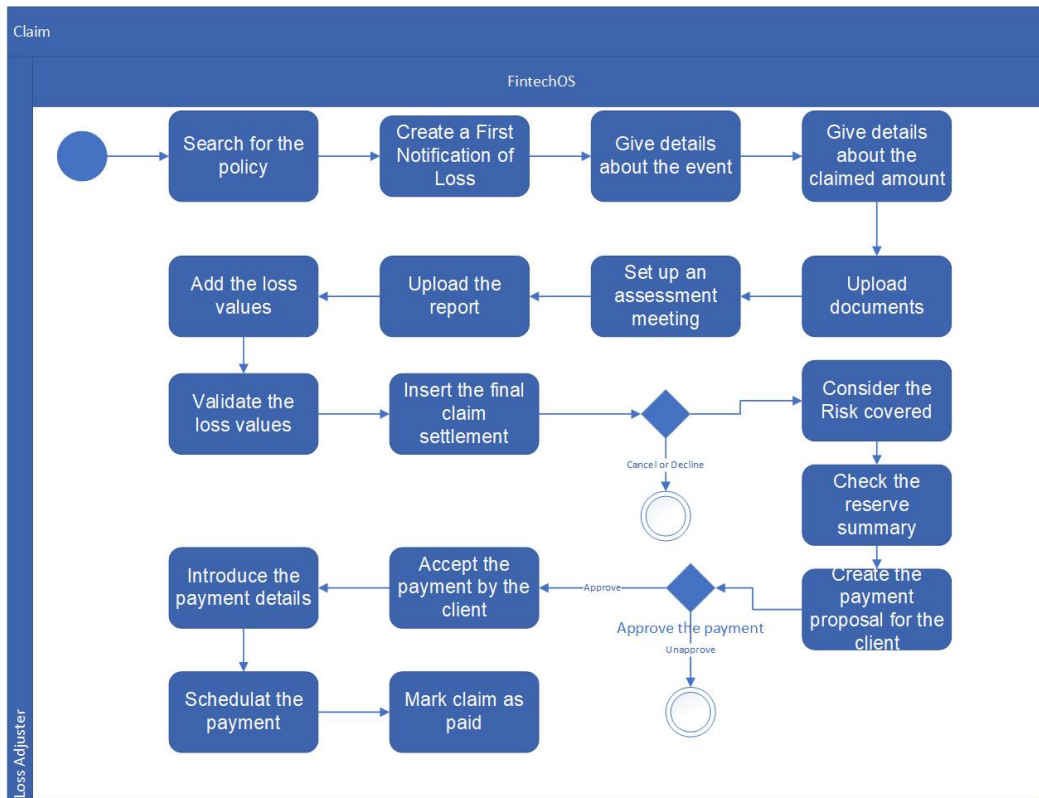 Claim
FintechOS
Search for the
policy
Create a First
Notification of
Loss
Give details
about the event
Give details
about the
claimed amount
Add the loss
values
Upload the
report
Set up an
assessment
meeting
Upload
documents
Validate the
loss values
Insert the final
claim
settlement
Cancel or Decline
Consider the
Risk covered
Check the
reserve
summary
Introduce the
payment details
Accept the
payment by the
client
Approve
Approve the payment
Unapprove
Create the
payment
proposal for the
client
Schedulat the
payment
Mark claim as
paid
Loss Adjuster